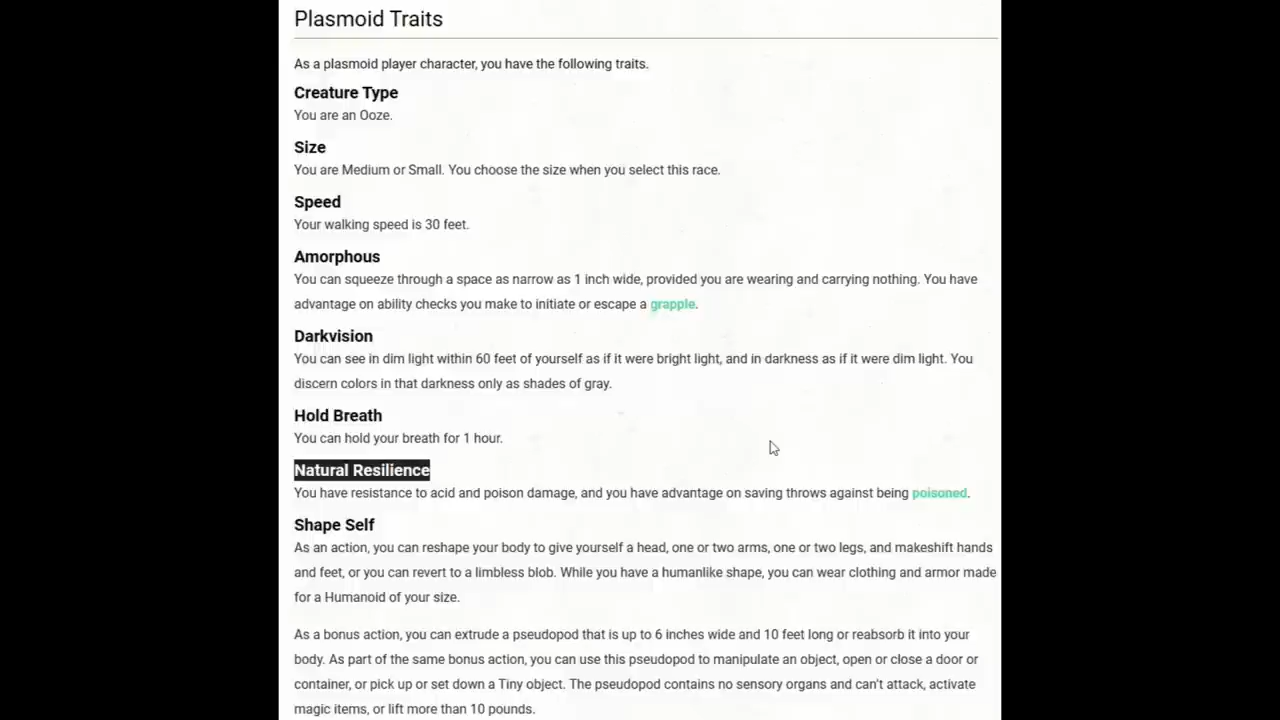 Plasmoid Traits
As a plasmoid player character, you have the following traits.
Creature Type
You are an Ooze.
Size
You are Medium or Small. You choose the size when you select this race.
Speed
Your walking speed is 30 feet.
Amorphous
You can squeeze through a space as narrow as 1 inch wide, provided you are wearing and carrying nothing. You have
advantage on ability checks you make to initiate or escape a grapple.
Darkvision
You can see in dim light within 60 feet of yourself as if it were bright light, and in darkness as if it were dim light. You
discern colors in that darkness only as shades of gray.
Hold Breath
You can hold your breath for 1 hour.
Natural Resilience
You have resistance to acid and poison damage, and you have advantage on saving throws against being poisoned.
Shape Self
As an action, you can reshape your body to give yourself a head, one or two arms, one or two legs, and makeshift hands
and feet, or you can revert to a limbless blob. While you have a humanlike shape, you can wear clothing and armor made
for a Humanoid of your size.
As a bonus action, you can extrude a pseudopod that is up to 6 inches wide and 10 feet long or reabsorb it into your
body. As part of the same bonus action, you can use this pseudopod to manipulate an object, open or close a door or
container, or pick up or set down a Tiny object. The pseudopod contains no sensory organs and can't attack, activate
magic items, or lift more than 10 pounds.